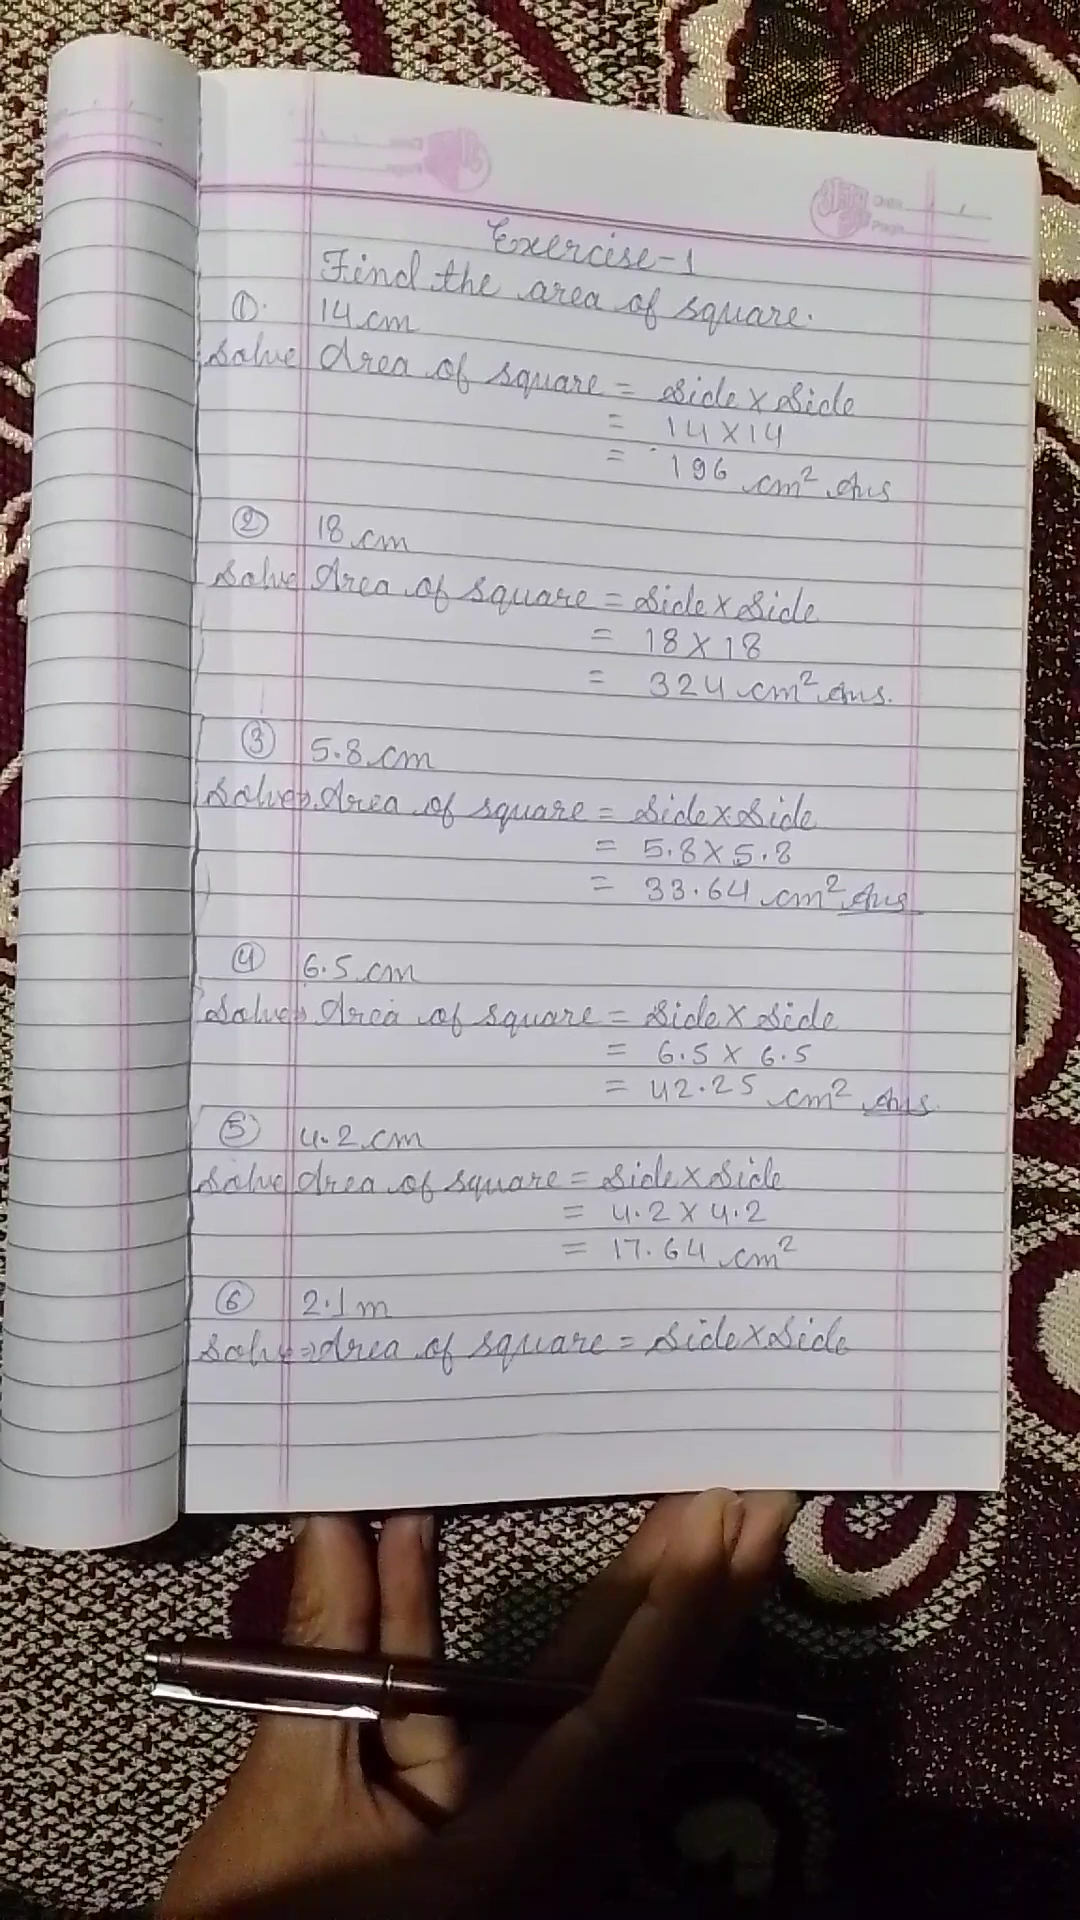 Exercise-1
Find the area of square.
① 14 cm
Solve Area of square = Side x Side
= 14 X 14
= 196 cm² Ans
② 18 cm
Solve Area of square = Side x Side
= 18 X 18
= 324 cm² Ans.
③ 5.8 cm
Solve Area of square = Side x Side
= 5.8 X 5.8
= 33.64 cm² Ans
④ 6.5 cm
Solve Area of square = Side x Side
= 6.5 X 6.5
= 42.25 cm² Ans.
⑤ 4.2 cm
Solve Area of square = Side x Side
= 4.2 X 4.2
= 17.64 cm²
⑥ 2.1 m
Solve Area of square = Side x Side